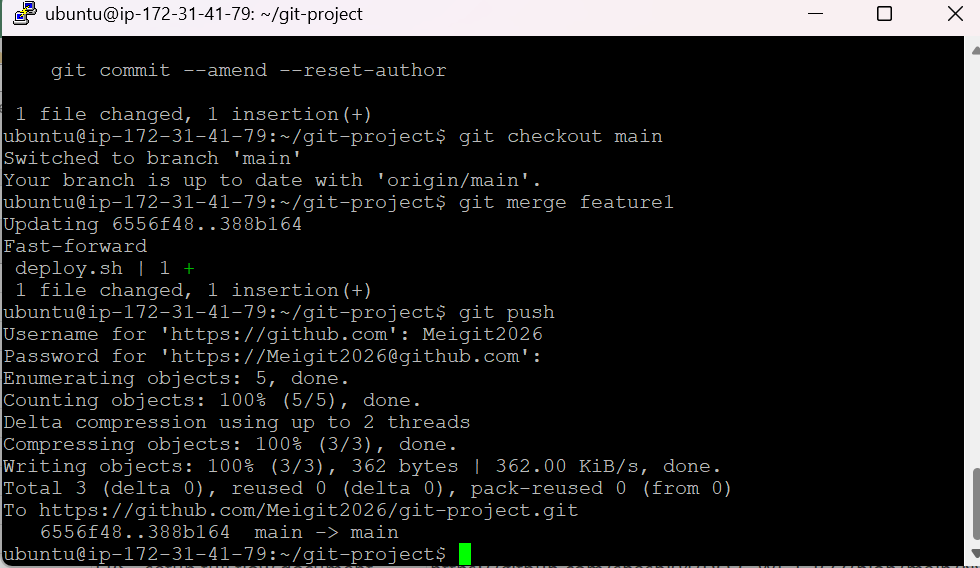 ubuntu@ip-172-31-41-79: ~/git-project
git commit --amend --reset-author
1 file changed, 1 insertion(+)
ubuntu@ip-172-31-41-79:~/git-project$ git checkout main
Switched to branch 'main'
Your branch is up to date with 'origin/main'.
ubuntu@ip-172-31-41-79:~/git-project$ git merge feature1
Updating 6556f48..388b164
Fast-forward
deploy.sh | 1 +
1 file changed, 1 insertion(+)
ubuntu@ip-172-31-41-79:~/git-project$ git push
Username for 'https://github.com': Meigit2026
Password for 'https://Meigit2026@github.com':
Enumerating objects: 5, done.
Counting objects: 100% (5/5), done.
Delta compression using up to 2 threads
Compressing objects: 100% (3/3), done.
Writing objects: 100% (3/3), 362 bytes | 362.00 KiB/s, done.
Total 3 (delta 0), reused 0 (delta 0), pack-reused 0 (from 0)
To https://github.com/Meigit2026/git-project.git
6556f48..388b164  main -> main
ubuntu@ip-172-31-41-79:~/git-project$